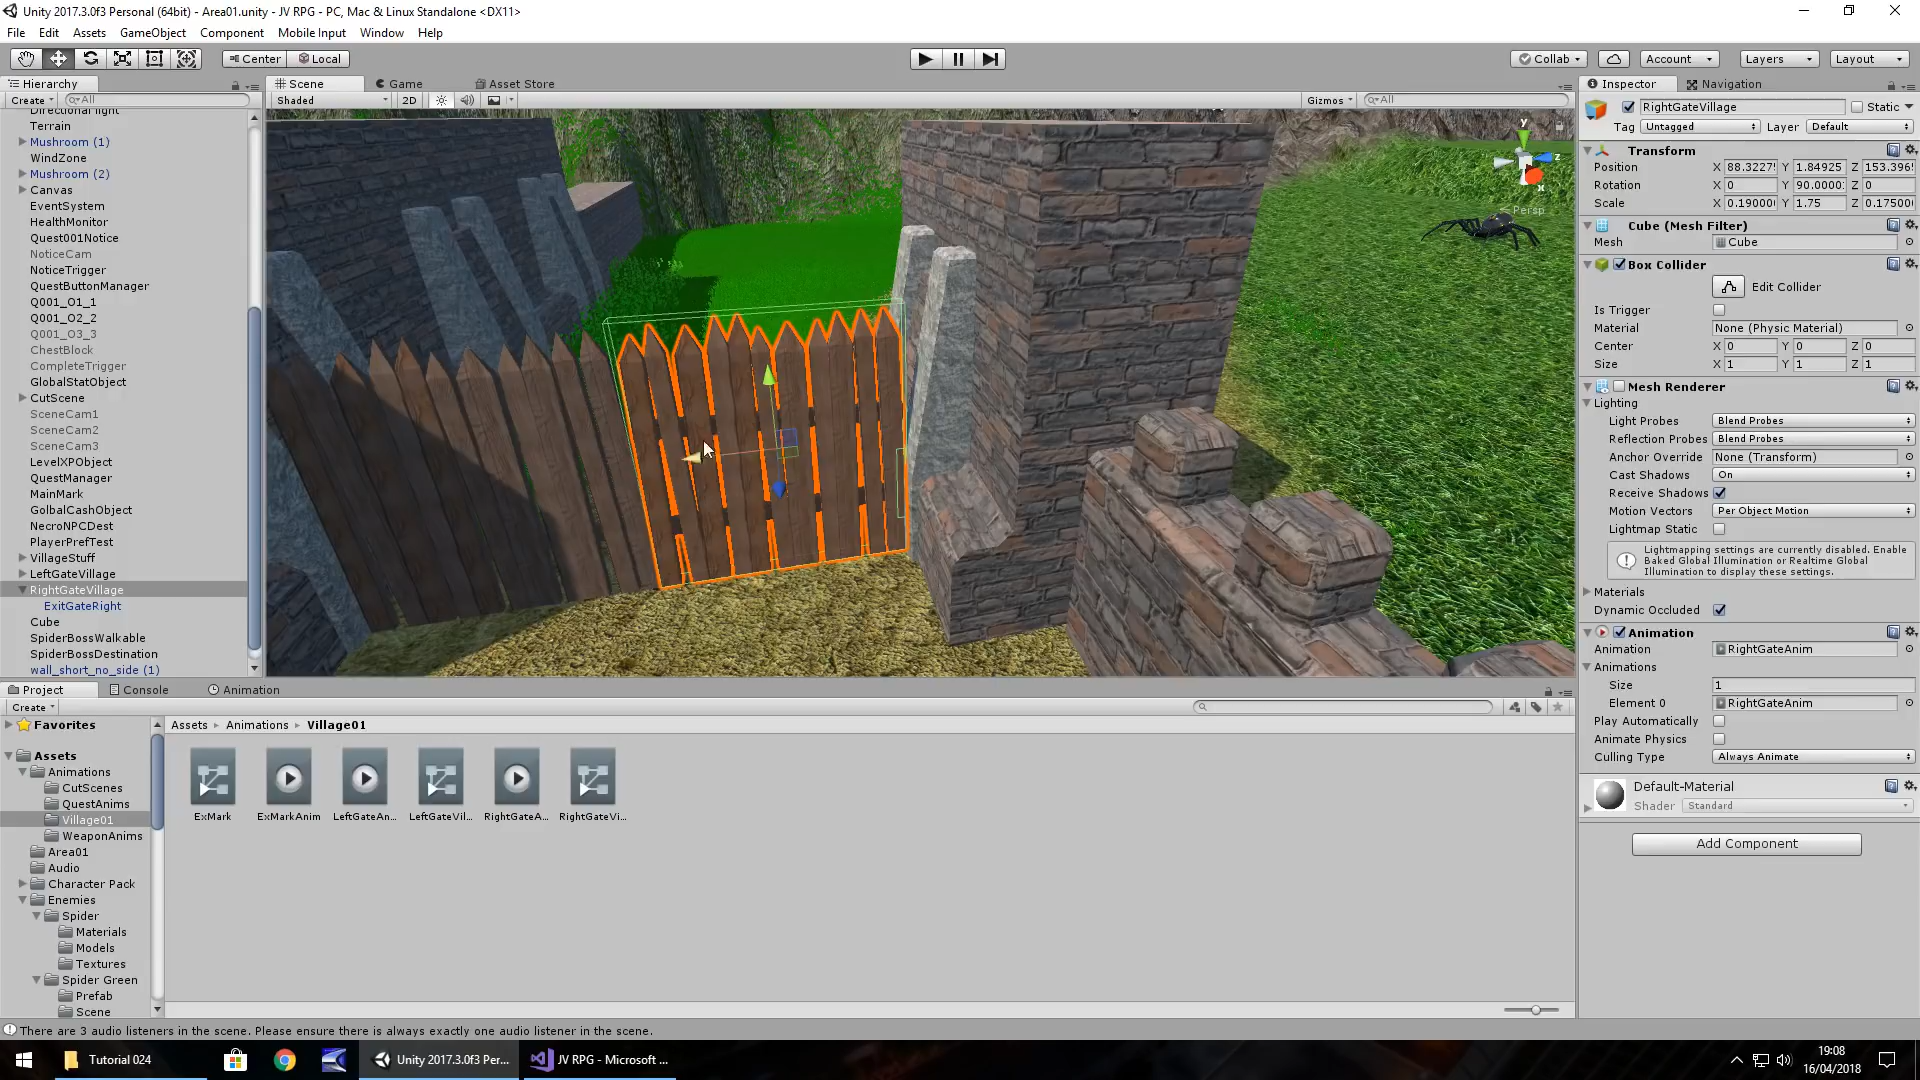 Unity 2017.3.0f3 Personal (64bit) - Area01.unity - JV RPG - PC, Mac & Linux Standalone <DX11>
File Edit Assets GameObject Component Mobile Input Window Help
Center Local Collab Account Layers Layout
Hierarchy
Create All
Directional light
Terrain
Mushroom (1)
WindZone
Mushroom (2)
Canvas
EventSystem
HealthMonitor
Quest001Notice
NoticeCam
NoticeTrigger
QuestButtonManager
Q001_O1_1
Q001_O2_2
Q001_O3_3
ChestBlock
CompleteTrigger
GlobalStatObject
CutScene
SceneCam1
SceneCam2
SceneCam3
LevelXPObject
QuestManager
MainMark
GolbalCashObject
NecroNPCDest
PlayerPrefTest
VillageStuff
LeftGateVillage
RightGateVillage
ExitGateRight
Cube
SpiderBossWalkable
SpiderBossDestination
wall_short_no_side (1)
Scene Game Asset Store
Shaded 2D Gizmos All
y
z
x
Persp
Inspector Navigation
RightGateVillage Static
Tag Untagged Layer Default
Transform
Position X 88.3227 Y 1.84925 Z 153.396
Rotation X 0 Y 90.0000 Z 0
Scale X 0.19000 Y 1.75 Z 0.17500
Cube (Mesh Filter)
Mesh Cube
Box Collider
Edit Collider
Is Trigger
Material None (Physic Material)
Center X 0 Y 0 Z 0
Size X 1 Y 1 Z 1
Mesh Renderer
Lighting
Light Probes Blend Probes
Reflection Probes Blend Probes
Anchor Override None (Transform)
Cast Shadows On
Receive Shadows
Motion Vectors Per Object Motion
Lightmap Static
Lightmapping settings are currently disabled. Enable
Baked Global Illumination or Realtime Global
Illumination to display these settings.
Materials
Dynamic Occluded
Animation
Animation RightGateAnim
Animations
Size 1
Element 0 RightGateAnim
Play Automatically
Animate Physics
Culling Type Always Animate
Default-Material
Shader Standard
Add Component
Project Console Animation
Create
Favorites
Assets
Animations
CutScenes
QuestAnims
Village01
WeaponAnims
Area01
Audio
Character Pack
Enemies
Spider
Materials
Models
Textures
Spider Green
Prefab
Scene
Assets Animations Village01
ExMark ExMarkAnim LeftGateAn... LeftGateVil... RightGateA... RightGateVi...
There are 3 audio listeners in the scene. Please ensure there is always exactly one audio listener in the scene.
Tutorial 024 Unity 2017.3.0f3 Per... JV RPG - Microsoft ...
19:08
16/04/2018